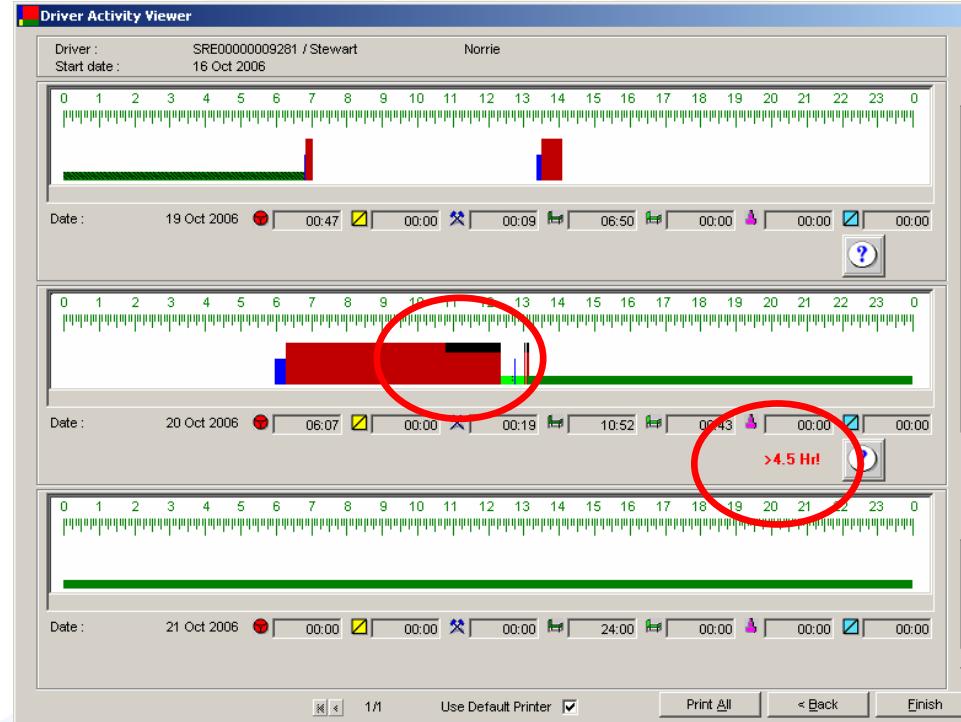 Driver Activity Viewer
Driver : SRE00000009281 / Stewart Norrie
Start date : 16 Oct 2006
0 1 2 3 4 5 6 7 8 9 10 11 12 13 14 15 16 17 18 19 20 21 22 23 0
Date : 19 Oct 2006 00:47 00:00 00:09 06:50 00:00 00:00 00:00
?
0 1 2 3 4 5 6 7 8 9 10 11 12 13 14 15 16 17 18 19 20 21 22 23 0
Date : 20 Oct 2006 06:07 00:00 00:19 10:52 00:43 00:00 00:00
>4.5 Hr! ?
0 1 2 3 4 5 6 7 8 9 10 11 12 13 14 15 16 17 18 19 20 21 22 23 0
Date : 21 Oct 2006 00:00 00:00 00:00 24:00 00:00 00:00 00:00
1/1 Use Default Printer Print All < Back Finish